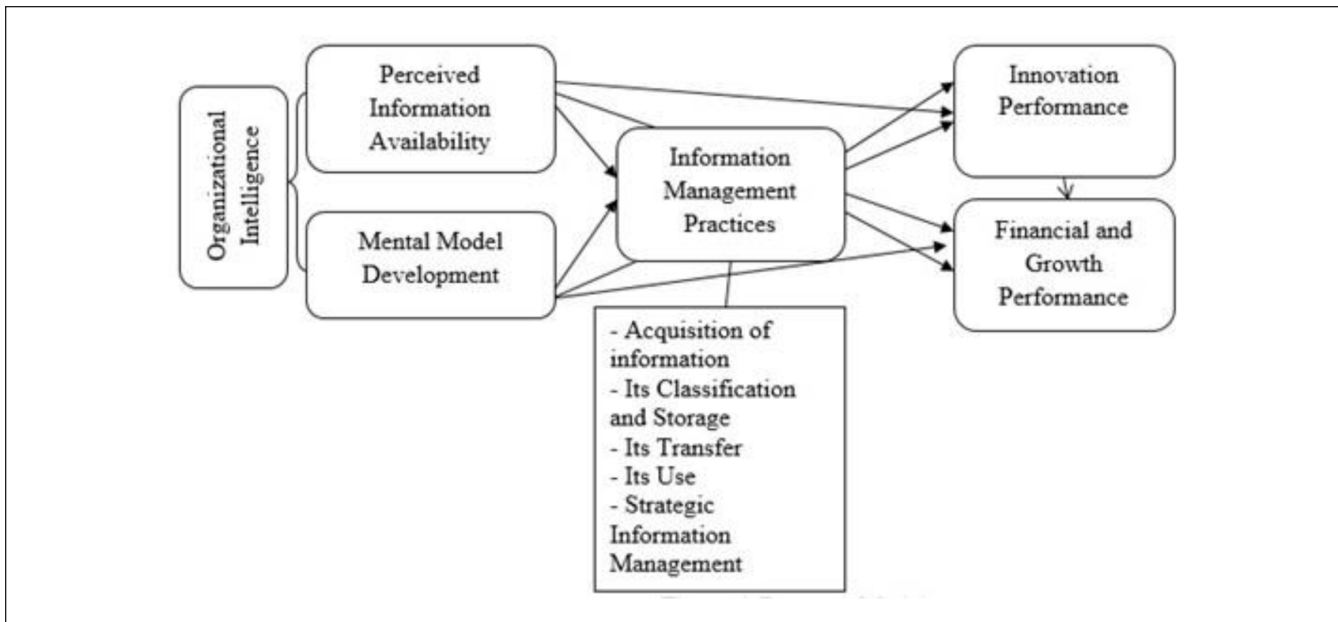 Organizational
Intelligence
Perceived
Information
Availability
Mental Model
Development
Information
Management
Practices
- Acquisition of
information
- Its Classification
and Storage
- Its Transfer
- Its Use
- Strategic
Information
Management
Innovation
Performance
Financial and
Growth
Performance